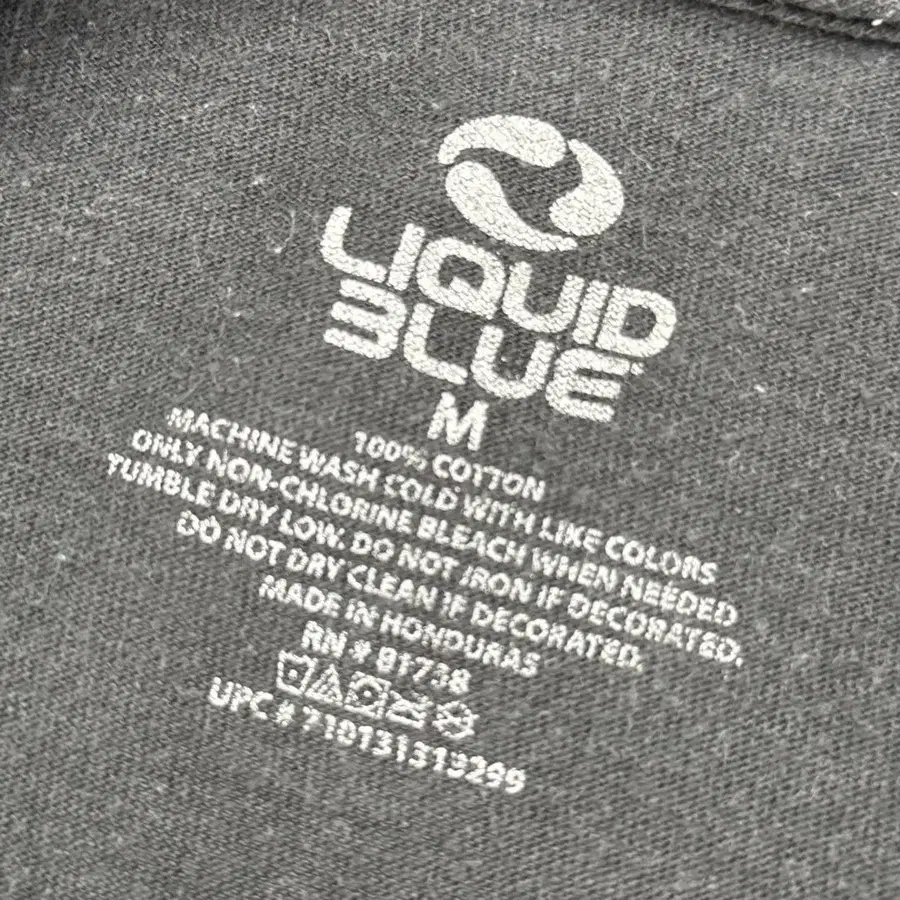 LIQUID
BLUE
M
100% COTTON
MACHINE WASH COLD WITH LIKE COLORS
ONLY NON-CHLORINE BLEACH WHEN NEEDED
TUMBLE DRY LOW. DO NOT IRON IF DECORATED.
DO NOT DRY CLEAN IF DECORATED.
MADE IN HONDURAS
RN # 81738
UPC # 718131313299